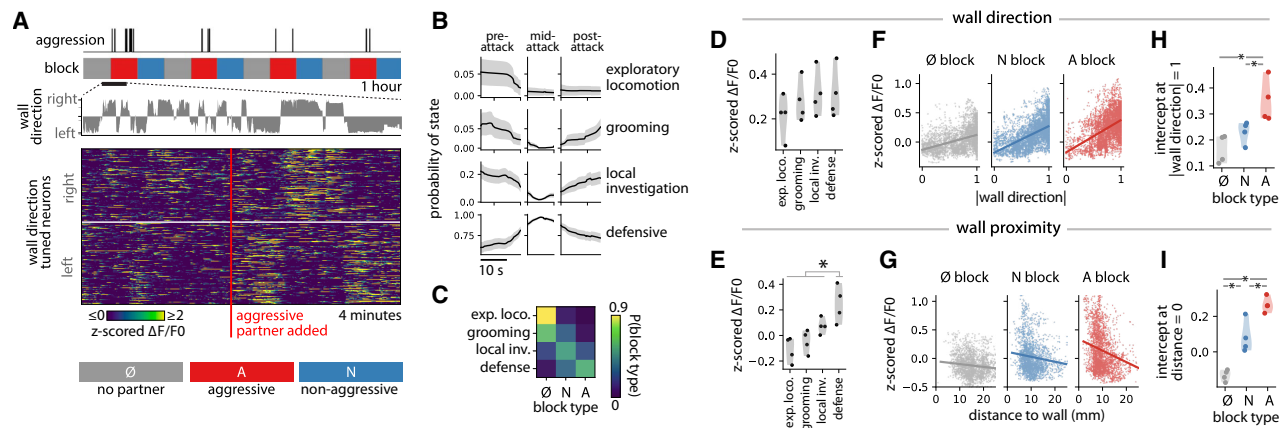 A
aggression
block
1 hour
wall direction
right
left
wall direction tuned neurons
right
left
≤0
≥2
z-scored ΔF/F0
aggressive
partner added
4 minutes
Ø
A
N
no partner
aggressive
non-aggressive
B
pre-attack
mid-attack
post-attack
probability of state
0.05
0.00
exploratory
locomotion
0.05
0.00
grooming
0.2
0.0
local
investigation
1.00
0.75
defensive
10 s
C
exp. loco.
grooming
local inv.
defense
Ø N A
block type
0.9
P(block type)
0
wall direction
D
z-scored ΔF/F0
0.4
0.2
exp. loco.
grooming
local inv.
defense
F
Ø block
N block
A block
z-scored ΔF/F0
1.0
0.5
0.0
0 1
0 1
0 1
|wall direction|
H
intercept at
|wall direction| = 1
0.4
0.3
0.2
0.1
*
*
Ø N A
block type
wall proximity
E
z-scored ΔF/F0
0.4
0.2
0.0
−0.2
*
exp. loco.
grooming
local inv.
defense
G
Ø block
N block
A block
z-scored ΔF/F0
1.0
0.5
0.0
−0.5
0 10 20
0 10 20
0 10 20
distance to wall (mm)
I
intercept at
distance = 0
0.2
0.0
*
* *
Ø N A
block type